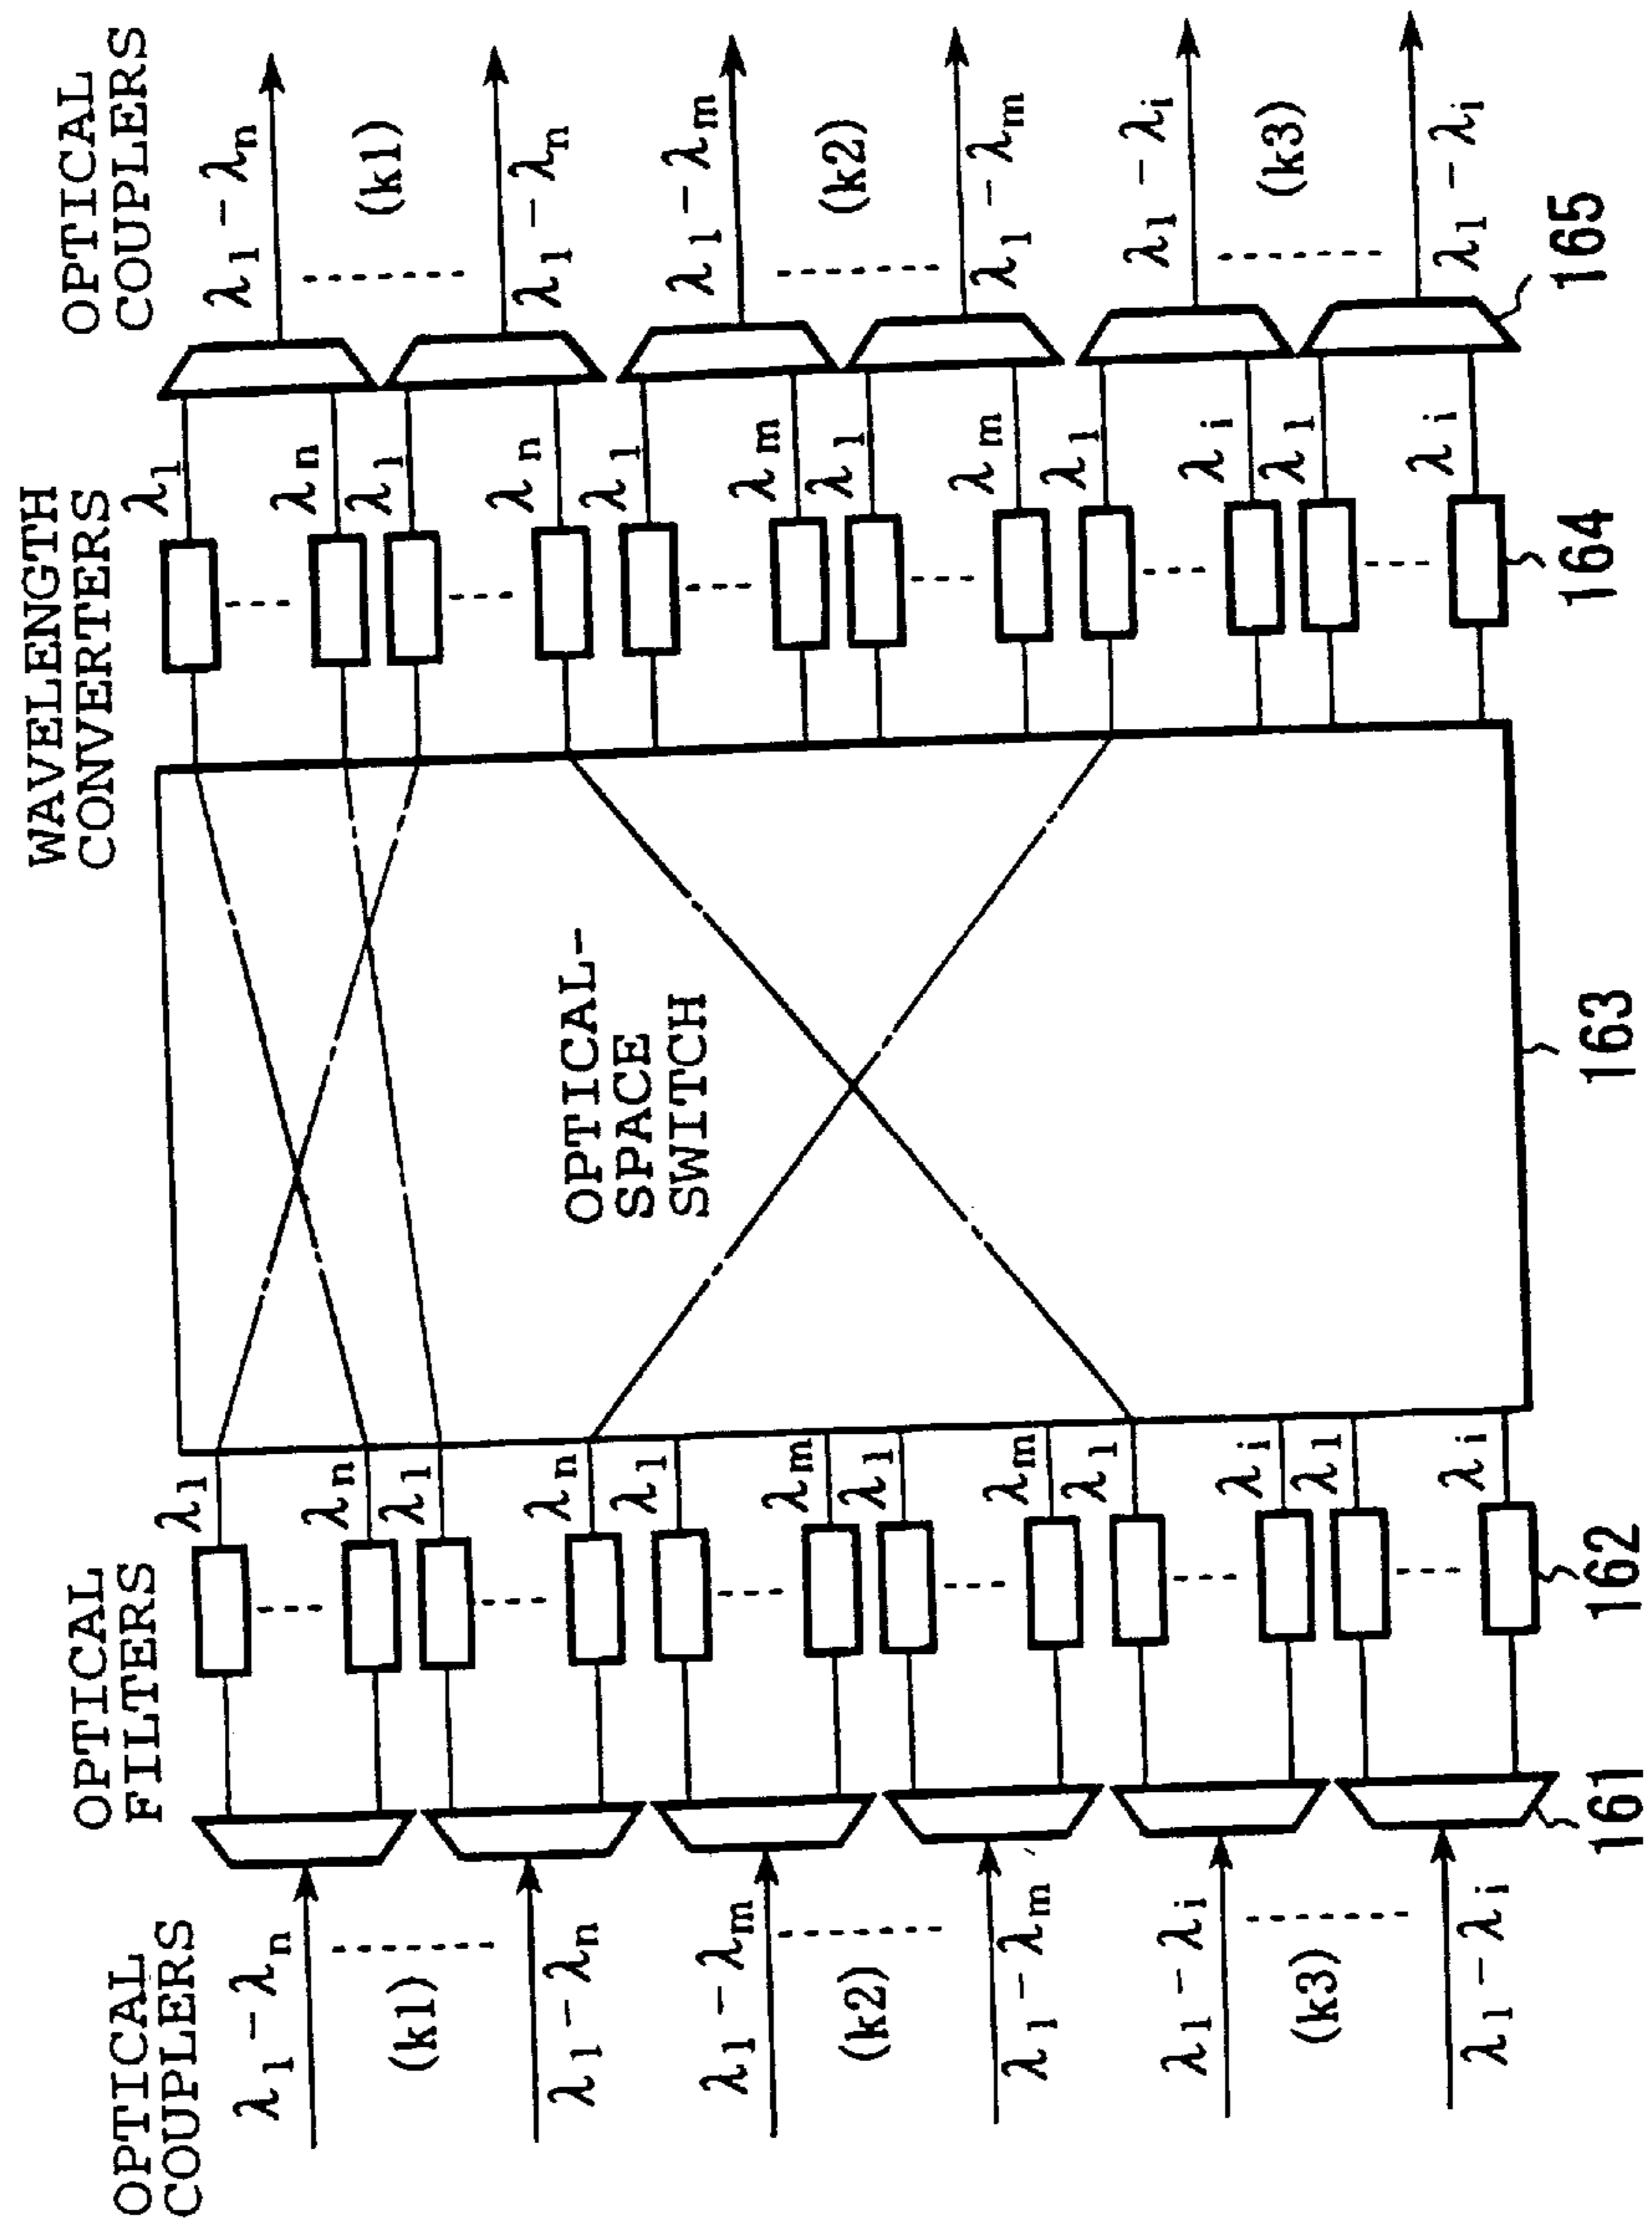 OPTICAL
COUPLERS
OPTICAL
FILTERS
WAVELENGTH
CONVERTERS
OPTICAL
COUPLERS
λ1-λn
(k1)
λ1-λn
λ1-λm
(k2)
λ1-λm
λ1-λi
(k3)
λ1-λi
λ1
λn
λ1
λn
λ1
λm
λ1
λm
λ1
λi
λ1
λi
OPTICAL-
SPACE
SWITCH
λ1
λn
λ1
λn
λ1
λm
λ1
λm
λ1
λi
λ1
λi
λ1-λn
(k1)
λ1-λn
λ1-λm
(k2)
λ1-λm
λ1-λi
(k3)
λ1-λi
161
162
163
164
165